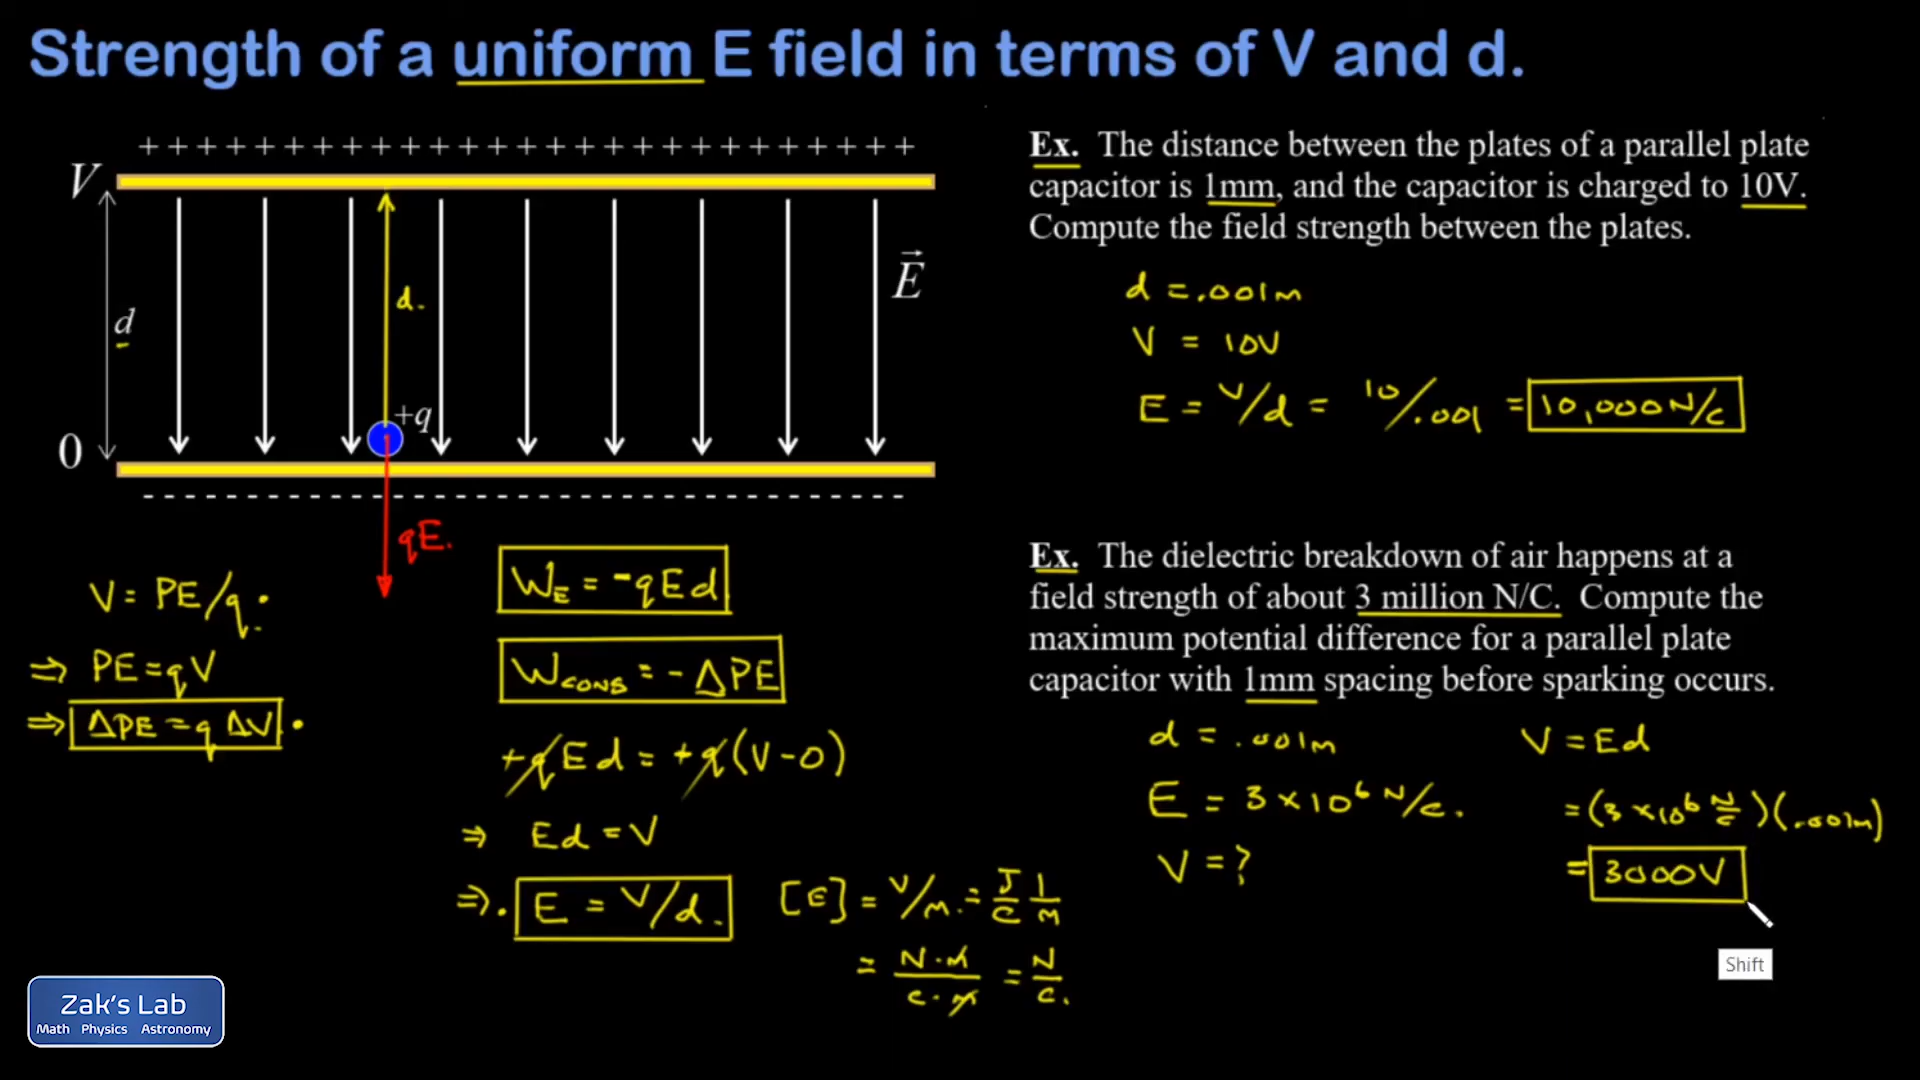 Strength of a uniform E field in terms of V and d.
+ + + + + + + + + + + + + + + + + + + + + + + + + + +
V
d
d.
E⃗
+q
0
qE.
V = PE/q.
⇒ PE = qV
⇒ ΔPE = q ΔV.
W_E = -qEd
W_CONS = -ΔPE
+qEd = +q(V-0)
⇒ Ed = V
⇒. E = V/d.
[E] = V/m. = J/C 1/m
= N·m/C·m = N/C.
Ex. The distance between the plates of a parallel plate
capacitor is 1mm, and the capacitor is charged to 10V.
Compute the field strength between the plates.
d = .001m
V = 10V
E = V/d = 10/.001 = 10,000 N/C
Ex. The dielectric breakdown of air happens at a
field strength of about 3 million N/C. Compute the
maximum potential difference for a parallel plate
capacitor with 1mm spacing before sparking occurs.
d = .001m
E = 3×10⁶ N/C.
V = ?
V = Ed
= (3×10⁶ N/C)(.001m)
= 3000V
Shift
Zak's Lab
Math Physics Astronomy